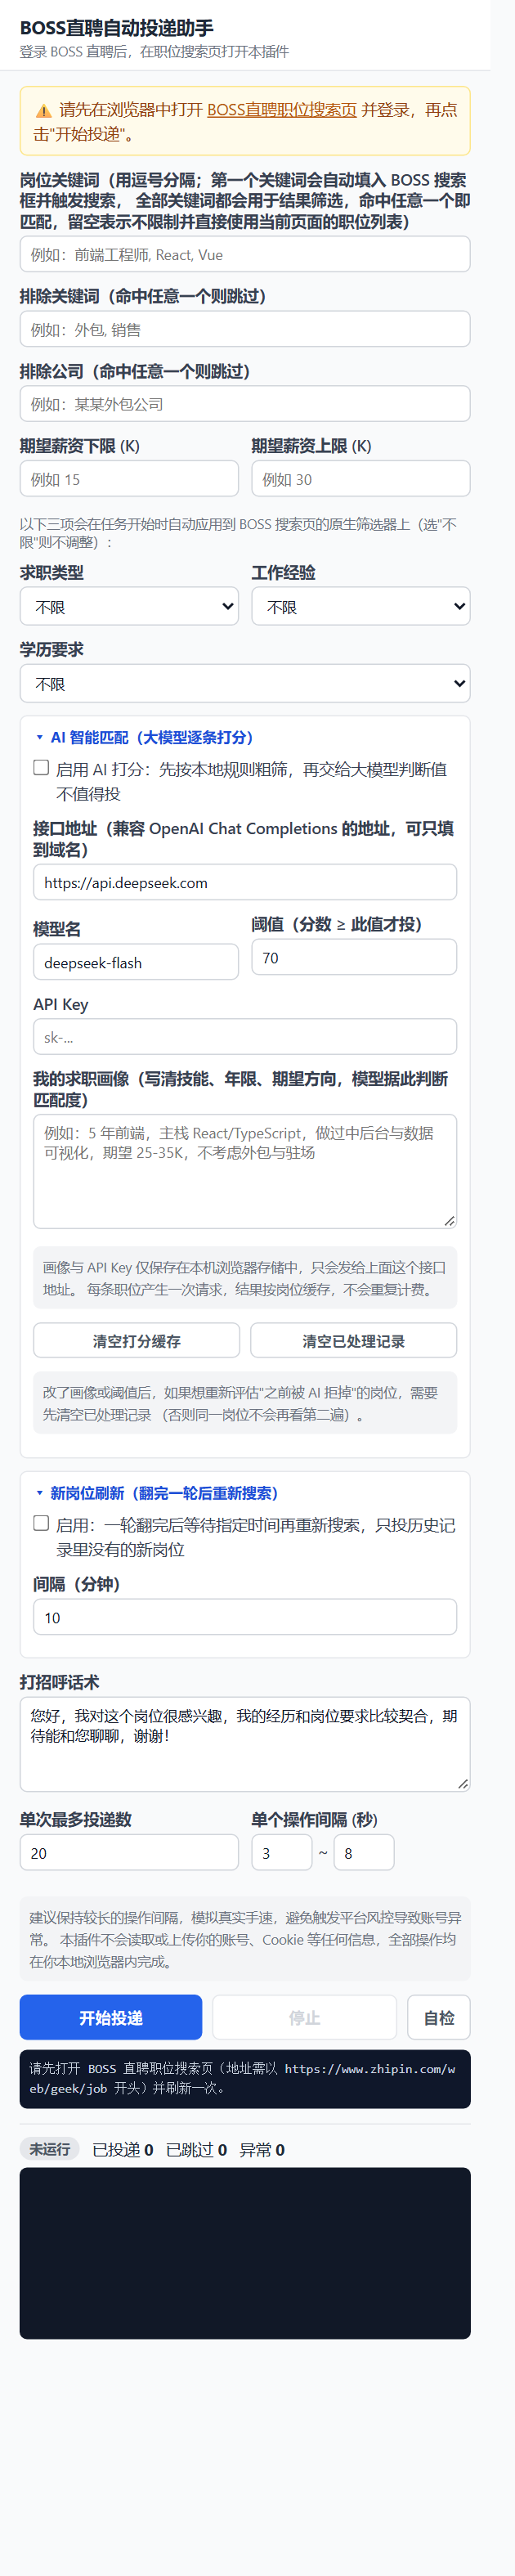 BOSS直聘自动投递助手
登录 BOSS 直聘后，在职位搜索页打开本插件
⚠️ 请先在浏览器中打开 BOSS直聘职位搜索页 并登录，再点
击"开始投递"。
岗位关键词（用逗号分隔；第一个关键词会自动填入 BOSS 搜索
框并触发搜索， 全部关键词都会用于结果筛选，命中任意一个即
匹配，留空表示不限制并直接使用当前页面的职位列表）
例如：前端工程师, React, Vue
排除关键词（命中任意一个则跳过）
例如：外包, 销售
排除公司（命中任意一个则跳过）
例如：某某外包公司
期望薪资下限 (K) 期望薪资上限 (K)
例如 15 例如 30
以下三项会在任务开始时自动应用到 BOSS 搜索页的原生筛选器上（选"不
限"则不调整）：
求职类型 工作经验
不限 不限
学历要求
不限
▼ AI 智能匹配（大模型逐条打分）
启用 AI 打分：先按本地规则粗筛，再交给大模型判断值
不值得投
接口地址（兼容 OpenAI Chat Completions 的地址，可只填
到域名）
https://api.deepseek.com
模型名 阈值（分数 ≥ 此值才投）
deepseek-flash 70
API Key
sk-...
我的求职画像（写清技能、年限、期望方向，模型据此判断
匹配度）
例如：5 年前端，主栈 React/TypeScript，做过中后台与数据
可视化，期望 25-35K，不考虑外包与驻场
画像与 API Key 仅保存在本机浏览器存储中，只会发给上面这个接口
地址。 每条职位产生一次请求，结果按岗位缓存，不会重复计费。
清空打分缓存 清空已处理记录
改了画像或阈值后，如果想重新评估"之前被 AI 拒掉"的岗位，需要
先清空已处理记录 （否则同一岗位不会再看第二遍）。
▼ 新岗位刷新（翻完一轮后重新搜索）
启用：一轮翻完后等待指定时间再重新搜索，只投历史记
录里没有的新岗位
间隔（分钟）
10
打招呼话术
您好，我对这个岗位很感兴趣，我的经历和岗位要求比较契合，期
待能和您聊聊，谢谢！
单次最多投递数 单个操作间隔 (秒)
20 3 ~ 8
建议保持较长的操作间隔，模拟真实手速，避免触发平台风控导致账号异
常。 本插件不会读取或上传你的账号、Cookie 等任何信息，全部操作均
在你本地浏览器内完成。
开始投递 停止 自检
请先打开 BOSS 直聘职位搜索页（地址需以 https://www.zhipin.com/w
eb/geek/job 开头）并刷新一次。
未运行 已投递 0 已跳过 0 异常 0